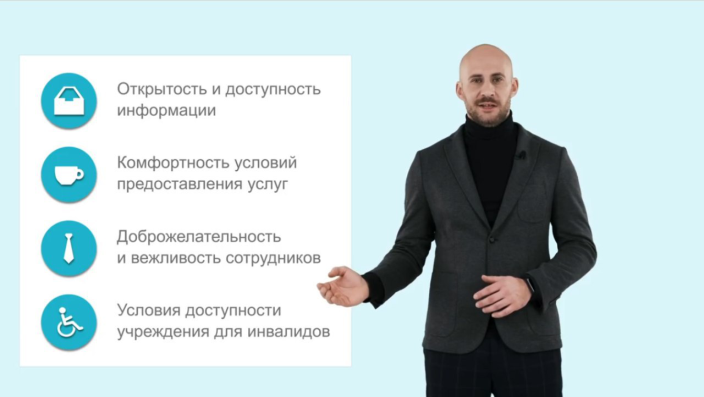 Открытость и доступность
информации
Комфортность условий
предоставления услуг
Доброжелательность
и вежливость сотрудников
Условия доступности
учреждения для инвалидов